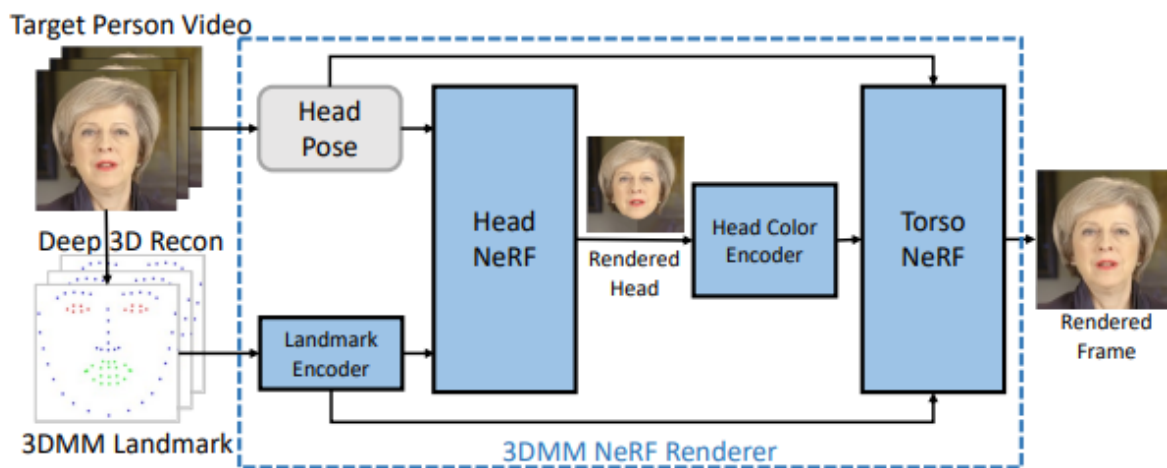 Target Person Video
Head
Pose
Head
NeRF
Rendered
Head
Head Color
Encoder
Torso
NeRF
Rendered
Frame
Deep 3D Recon
Landmark
Encoder
3DMM Landmark
3DMM NeRF Renderer